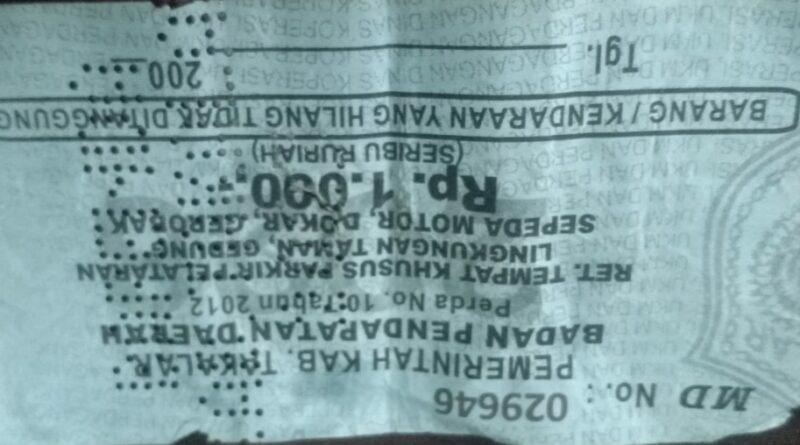 MD No.: 029646
PEMERINTAH KAB. TAKALAR
BADAN PENDAPATAN DAERAH
Perda No. 10 Tahun 2012
RET. TEMPAT KHUSUS PARKIR PELATARAN
LINGKUNGAN TAMAN, GEDUNG
SEPEDA MOTOR, DOKAR, GEROBAK
Rp. 1.000,-
(SERIBU RURIAH)
BARANG / KENDARAAN YANG HILANG TIDAK DITANGGUNG
Tgl. 200